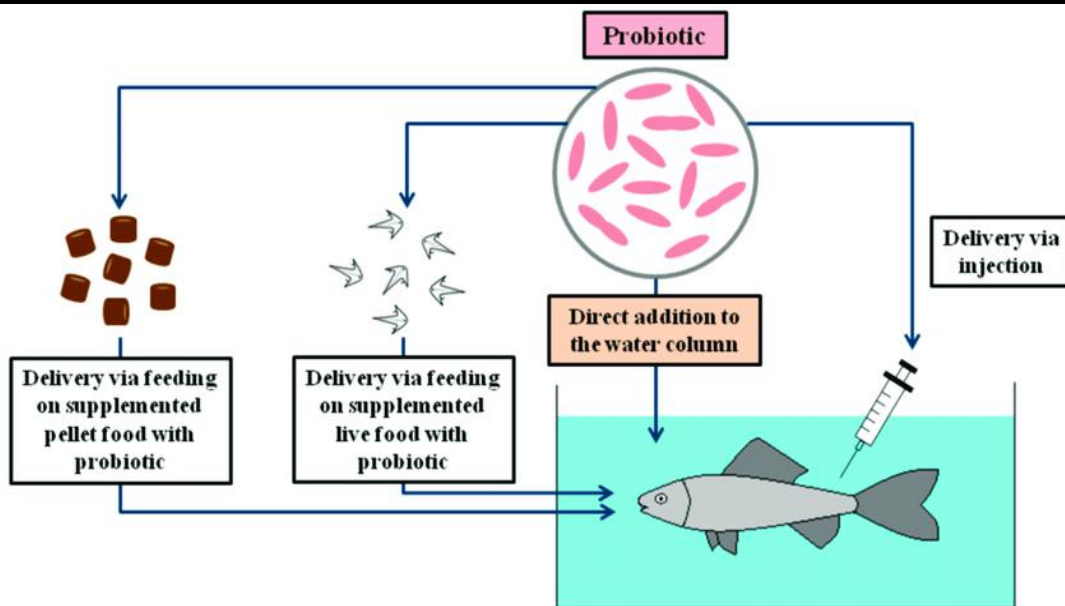 Probiotic
Delivery via
injection
Direct addition to
the water column
Delivery via feeding
on supplemented
pellet food with
probiotic
Delivery via feeding
on supplemented
live food with
probiotic